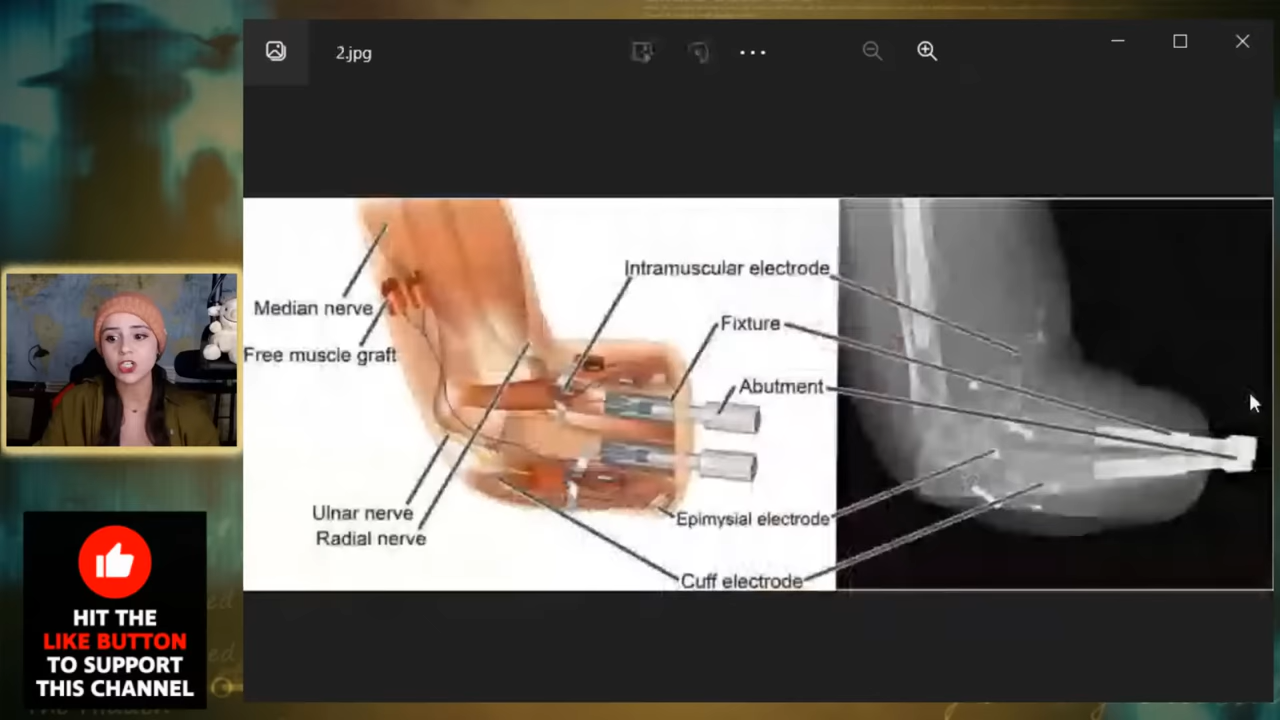 2.jpg
Intramuscular electrode
Median nerve
Fixture
Free muscle graft
Abutment
Ulnar nerve
Radial nerve
Epimysial electrode
Cuff electrode
HIT THE
LIKE BUTTON
TO SUPPORT
THIS CHANNEL